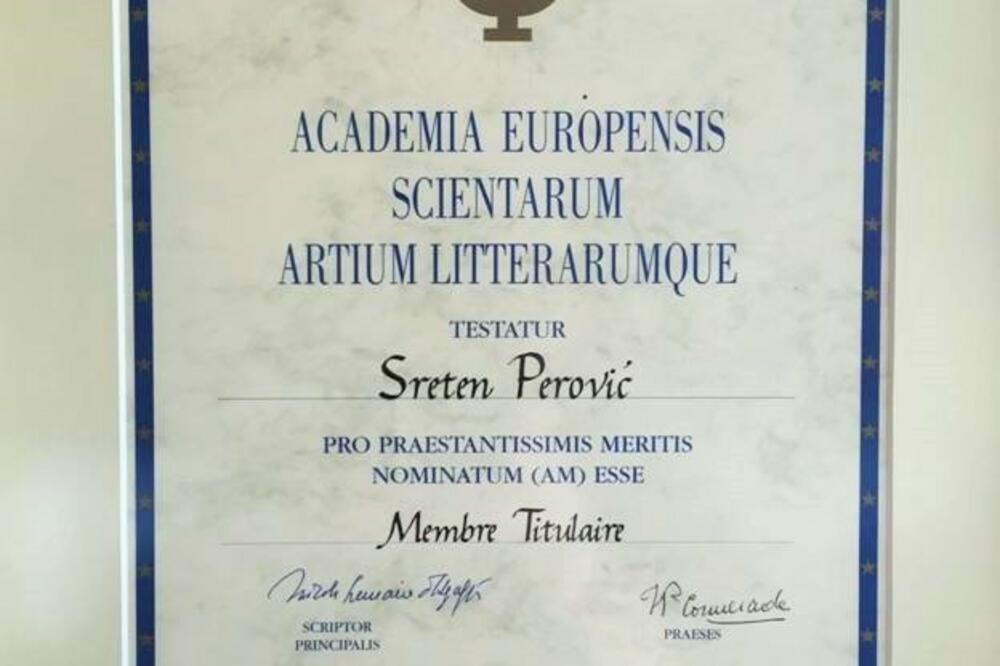 ACADEMIA EUROPENSIS
SCIENTARUM
ARTIUM LITTERARUMQUE
TESTATUR
Sreten Perović
PRO PRAESTANTISSIMIS MERITIS
NOMINATUM (AM) ESSE
Membre Titulaire
SCRIPTOR
PRINCIPALIS
PRAESES